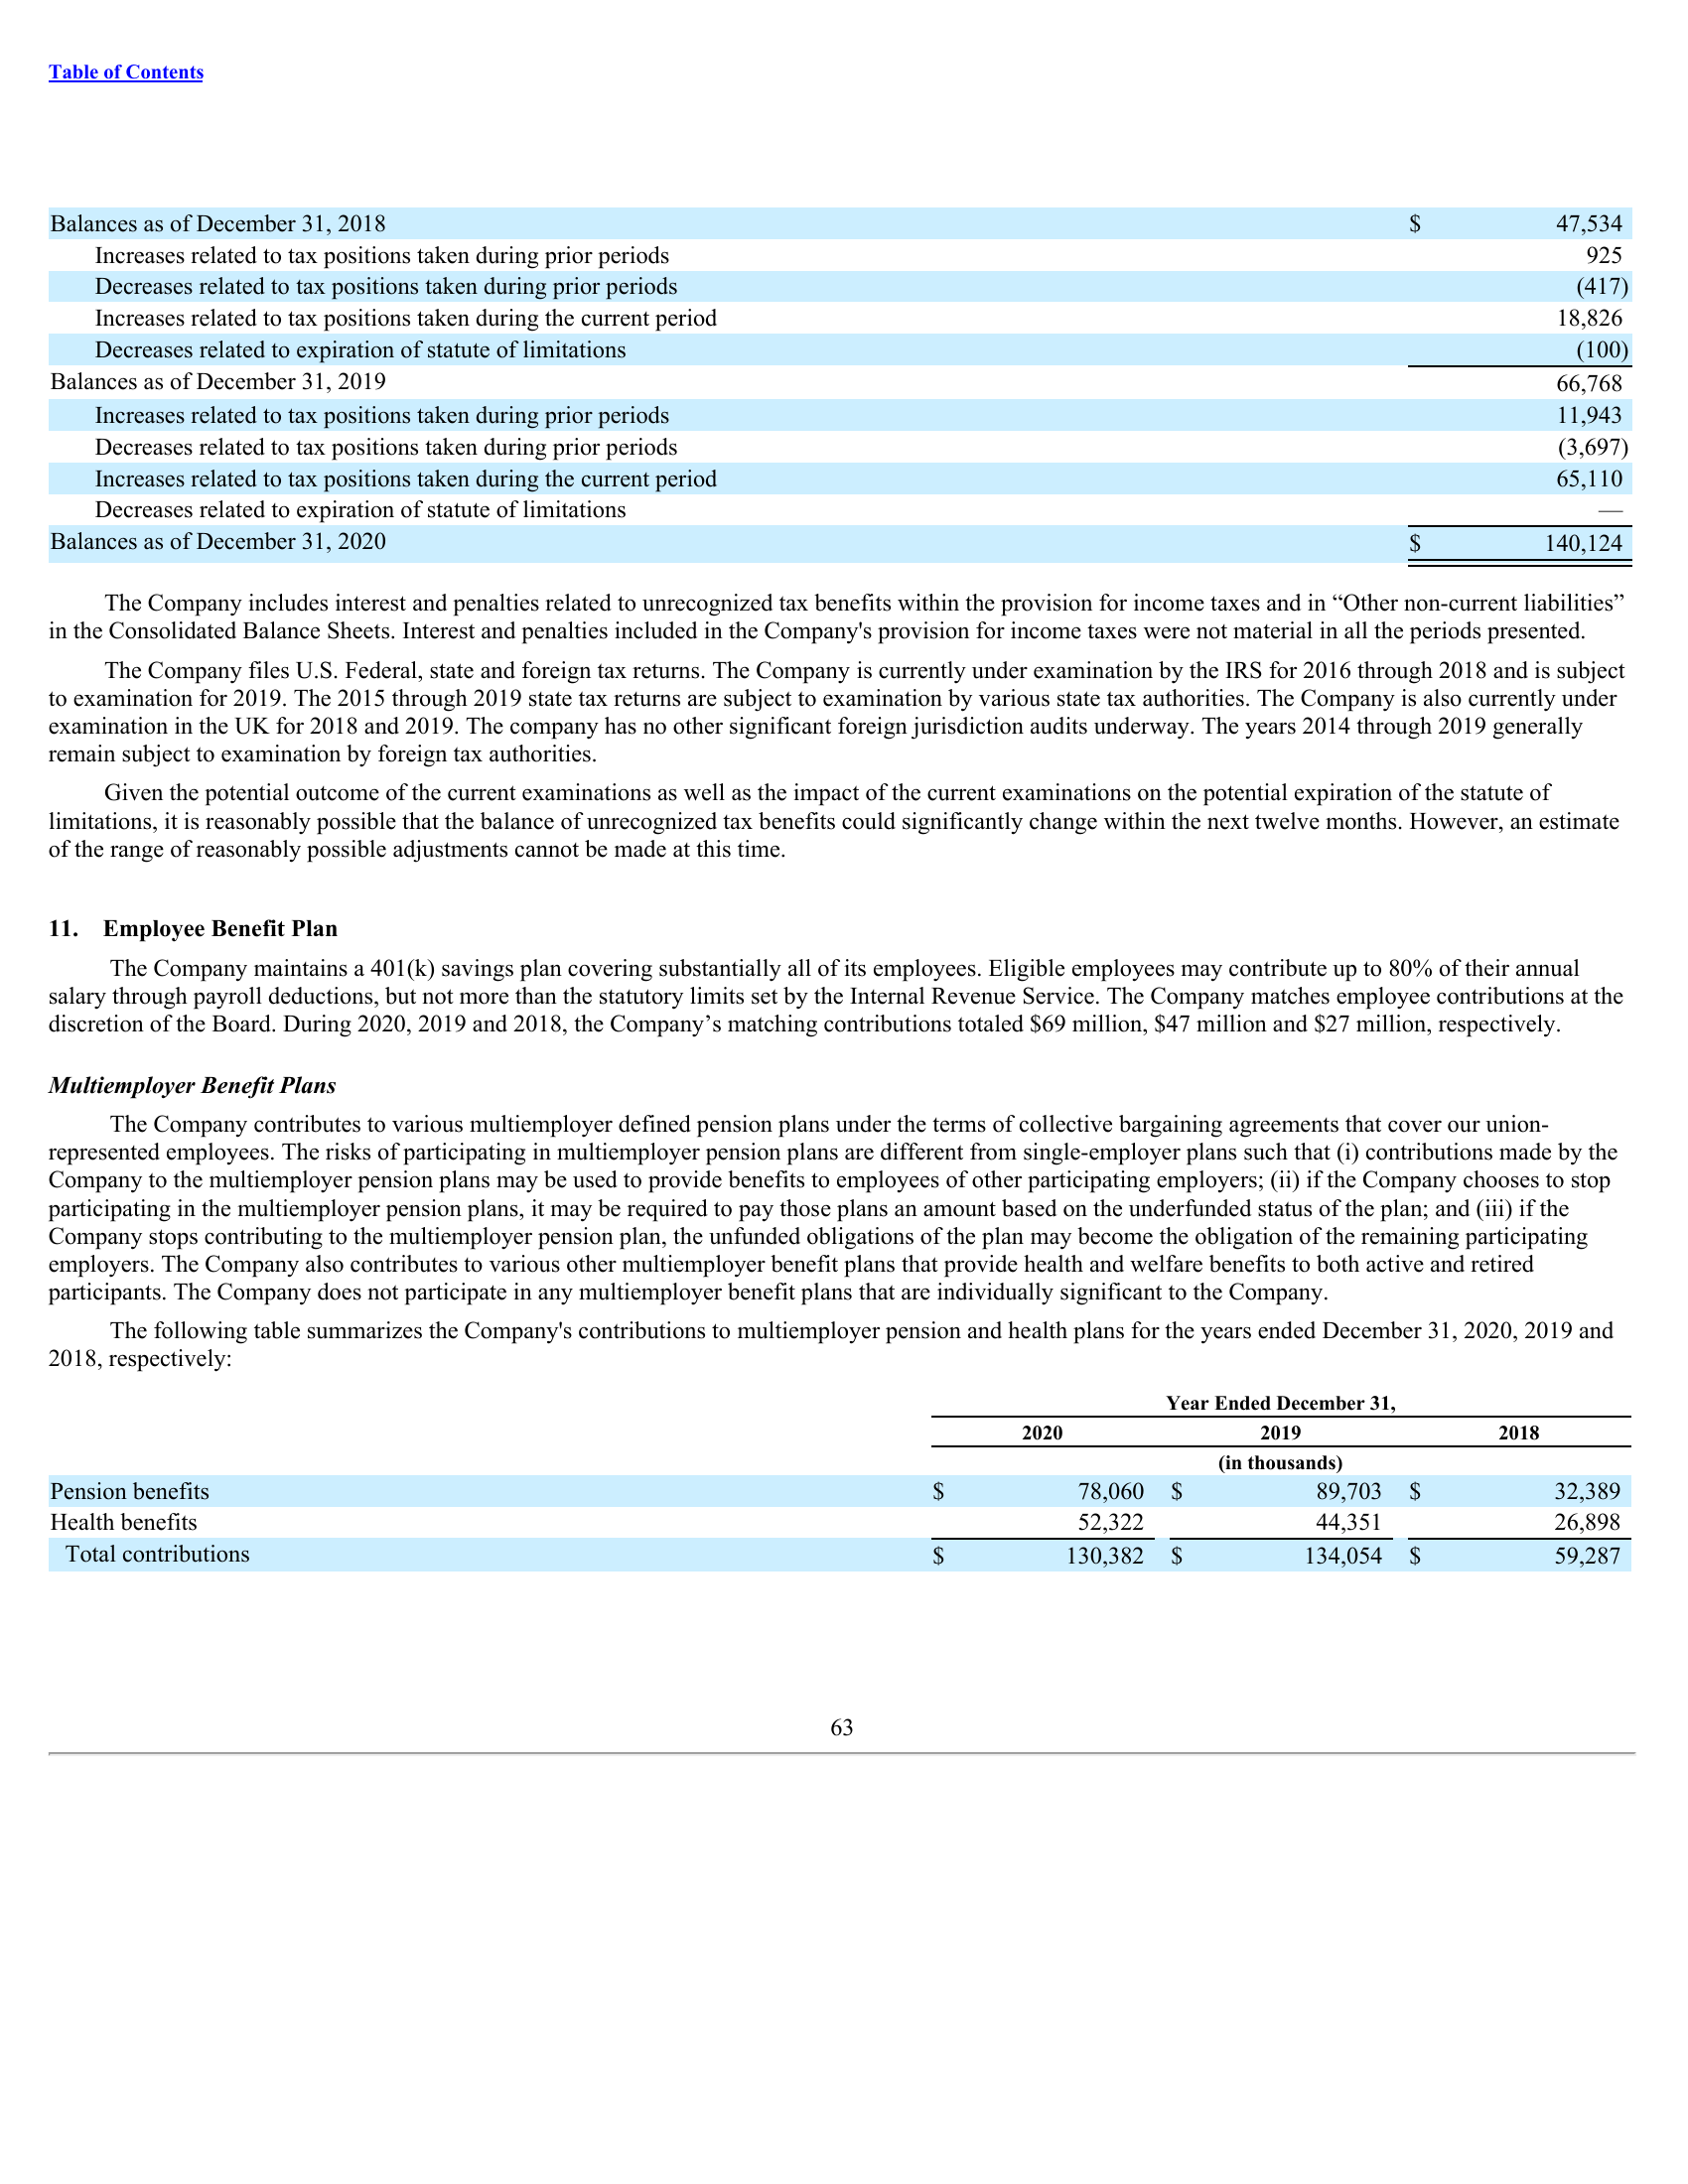 Table of Contents
Balances as of December 31, 2018 $ 47,534
Increases related to tax positions taken during prior periods 925
Decreases related to tax positions taken during prior periods (417)
Increases related to tax positions taken during the current period 18,826
Decreases related to expiration of statute of limitations (100)
Balances as of December 31, 2019 66,768
Increases related to tax positions taken during prior periods 11,943
Decreases related to tax positions taken during prior periods (3,697)
Increases related to tax positions taken during the current period 65,110
Decreases related to expiration of statute of limitations —
Balances as of December 31, 2020 $ 140,124
The Company includes interest and penalties related to unrecognized tax benefits within the provision for income taxes and in “Other non-current liabilities”
in the Consolidated Balance Sheets. Interest and penalties included in the Company's provision for income taxes were not material in all the periods presented.
The Company files U.S. Federal, state and foreign tax returns. The Company is currently under examination by the IRS for 2016 through 2018 and is subject
to examination for 2019. The 2015 through 2019 state tax returns are subject to examination by various state tax authorities. The Company is also currently under
examination in the UK for 2018 and 2019. The company has no other significant foreign jurisdiction audits underway. The years 2014 through 2019 generally
remain subject to examination by foreign tax authorities.
Given the potential outcome of the current examinations as well as the impact of the current examinations on the potential expiration of the statute of
limitations, it is reasonably possible that the balance of unrecognized tax benefits could significantly change within the next twelve months. However, an estimate
of the range of reasonably possible adjustments cannot be made at this time.
11. Employee Benefit Plan
The Company maintains a 401(k) savings plan covering substantially all of its employees. Eligible employees may contribute up to 80% of their annual
salary through payroll deductions, but not more than the statutory limits set by the Internal Revenue Service. The Company matches employee contributions at the
discretion of the Board. During 2020, 2019 and 2018, the Company’s matching contributions totaled $69 million, $47 million and $27 million, respectively.
Multiemployer Benefit Plans
The Company contributes to various multiemployer defined pension plans under the terms of collective bargaining agreements that cover our union-
represented employees. The risks of participating in multiemployer pension plans are different from single-employer plans such that (i) contributions made by the
Company to the multiemployer pension plans may be used to provide benefits to employees of other participating employers; (ii) if the Company chooses to stop
participating in the multiemployer pension plans, it may be required to pay those plans an amount based on the underfunded status of the plan; and (iii) if the
Company stops contributing to the multiemployer pension plan, the unfunded obligations of the plan may become the obligation of the remaining participating
employers. The Company also contributes to various other multiemployer benefit plans that provide health and welfare benefits to both active and retired
participants. The Company does not participate in any multiemployer benefit plans that are individually significant to the Company.
The following table summarizes the Company's contributions to multiemployer pension and health plans for the years ended December 31, 2020, 2019 and
2018, respectively:
Year Ended December 31,
2020 2019 2018
(in thousands)
Pension benefits $ 78,060 $ 89,703 $ 32,389
Health benefits 52,322 44,351 26,898
Total contributions $ 130,382 $ 134,054 $ 59,287
63